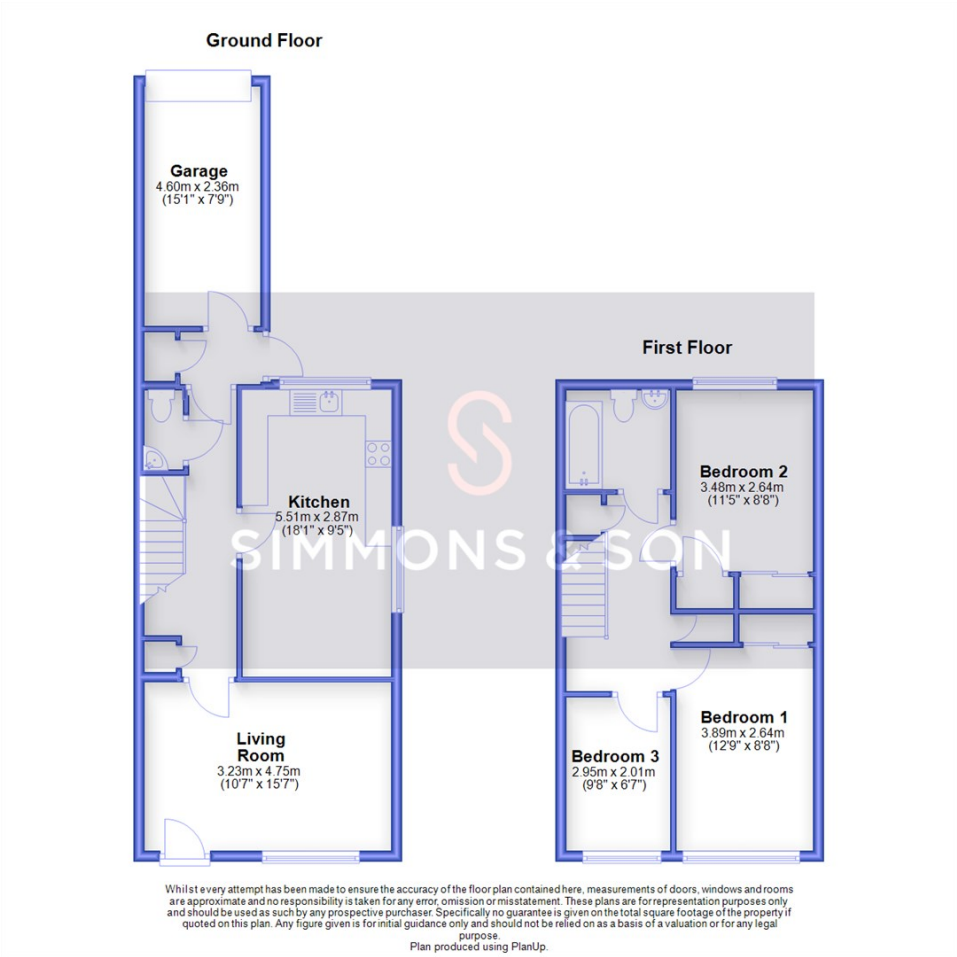 Ground Floor
Garage
4.60m x 2.36m
(15'1" x 7'9")
First Floor
Kitchen
5.51m x 2.87m
(18'1" x 9'5")
Bedroom 2
3.48m x 2.64m
(11'5" x 8'8")
SIMMONS & SON
Living
Room
3.23m x 4.75m
(10'7" x 15'7")
Bedroom 1
3.89m x 2.64m
(12'9" x 8'8")
Bedroom 3
2.95m x 2.01m
(9'8" x 6'7")
Whilst every attempt has been made to ensure the accuracy of the floor plan contained here, measurements of doors, windows and rooms
are approximate and no responsibility is taken for any error, omission or misstatement. These plans are for representation purposes only
and should be used as such by any prospective purchaser. Specifically no guarantee is given on the total square footage of the property if
quoted on this plan. Any figure given is for initial guidance only and should not be relied on as a basis of a valuation or for any legal
purpose.
Plan produced using PlanUp.